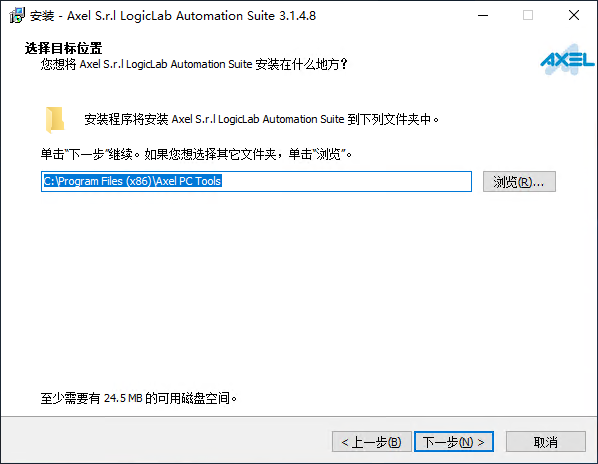 安装 - Axel S.r.l LogicLab Automation Suite 3.1.4.8
选择目标位置
您想将 Axel S.r.l LogicLab Automation Suite 安装在什么地方？
AXEL
安装程序将安装 Axel S.r.l LogicLab Automation Suite 到下列文件夹中。
单击“下一步”继续。如果您想选择其它文件夹，单击“浏览”。
C:\Program Files (x86)\Axel PC Tools
浏览(R)...
至少需要有 24.5 MB 的可用磁盘空间。
< 上一步(B) 下一步(N) > 取消